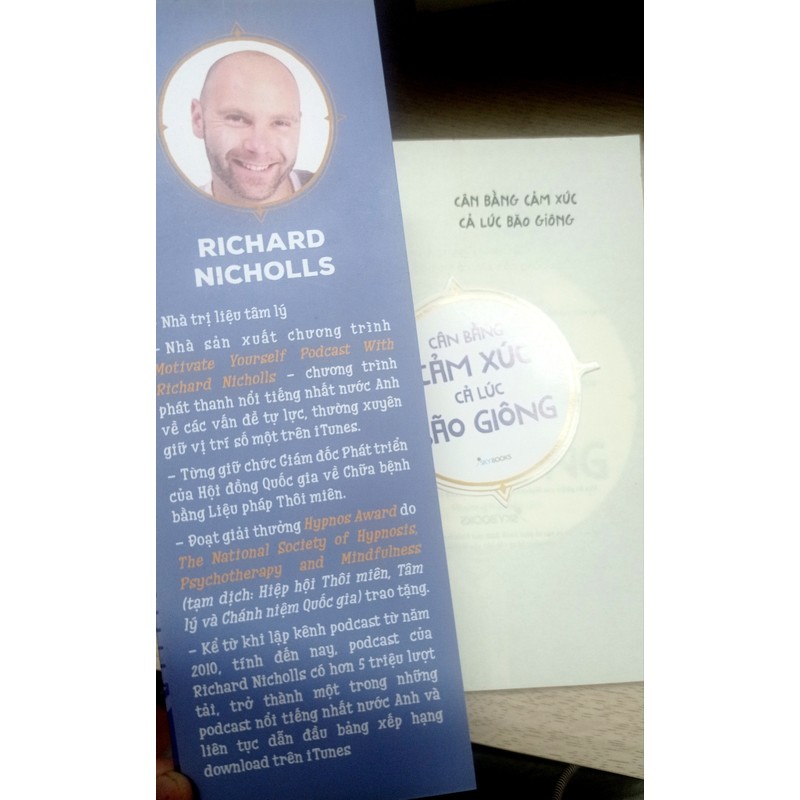 RICHARD
NICHOLLS
Nhà trị liệu tâm lý
– Nhà sản xuất chương trình
Motivate Yourself Podcast With
Richard Nicholls – chương trình
phát thanh nổi tiếng nhất nước Anh
về các vấn đề tự lực, thường xuyên
giữ vị trí số một trên iTunes.
– Từng giữ chức Giám đốc Phát triển
của Hội đồng Quốc gia về Chữa bệnh
bằng Liệu pháp Thôi miên.
– Đoạt giải thưởng Hypnos Award do
The National Society of Hypnosis,
Psychotherapy and Mindfulness
(tạm dịch: Hiệp hội Thôi miên, Tâm
lý và Chánh niệm Quốc gia) trao tặng.
– Kể từ khi lập kênh podcast từ năm
2010, tính đến nay, podcast của
Richard Nicholls có hơn 5 triệu lượt
tải, trở thành một trong những
podcast nổi tiếng nhất nước Anh và
liên tục dẫn đầu bảng xếp hạng
download trên iTunes
CÂN BẰNG CẢM XÚC
CẢ LÚC BÃO GIÔNG
CÂN BẰNG
CẢM XÚC
CẢ LÚC
BÃO GIÔNG
SKYBOOKS